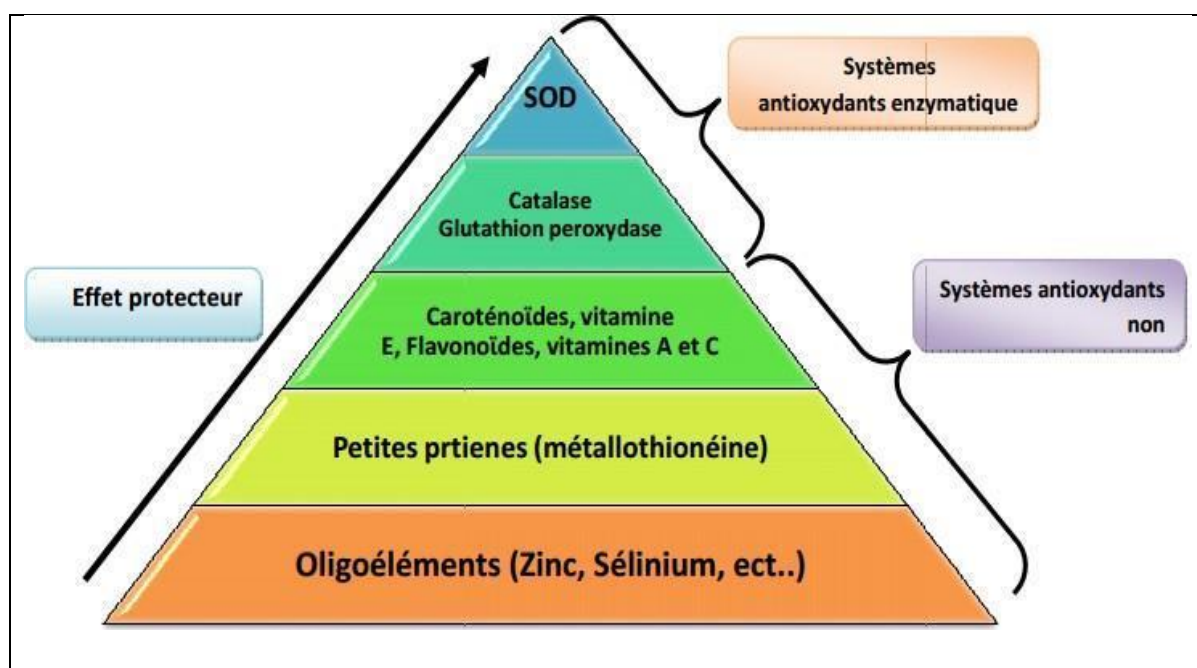 SOD
Systèmes
antioxydants enzymatique
Catalase
Glutathion peroxydase
Effet protecteur
Systèmes antioxydants
non
Caroténoïdes, vitamine
E, Flavonoïdes, vitamines A et C
Petites prtienes (métallothionéine)
Oligoéléments (Zinc, Sélinium, ect..)